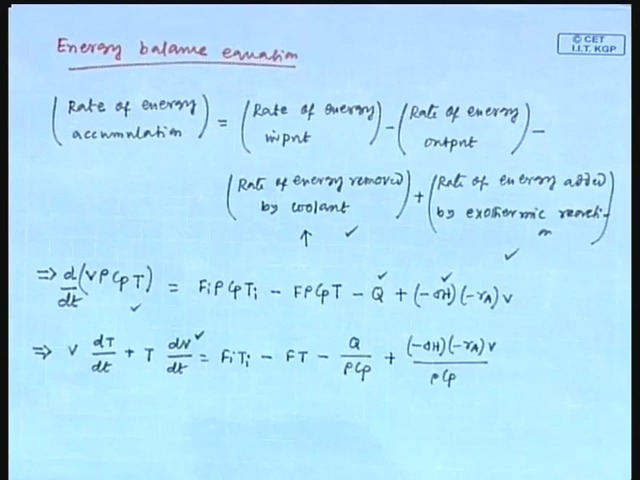 Energy balance equation
© CET
I.I.T. KGP
(Rate of energy accumulation) = (Rate of energy input) - (Rate of energy output) -
(Rate of energy removed by coolant) + (Rate of energy added by exothermic reaction)
⇒ d/dt (VρCpT) = FiρCpTi - FρCpT - Q + (-ΔH)(-rA)V
⇒ V dT/dt + T dV/dt = FiTi - FT - Q/ρCp + (-ΔH)(-rA)V/ρCp